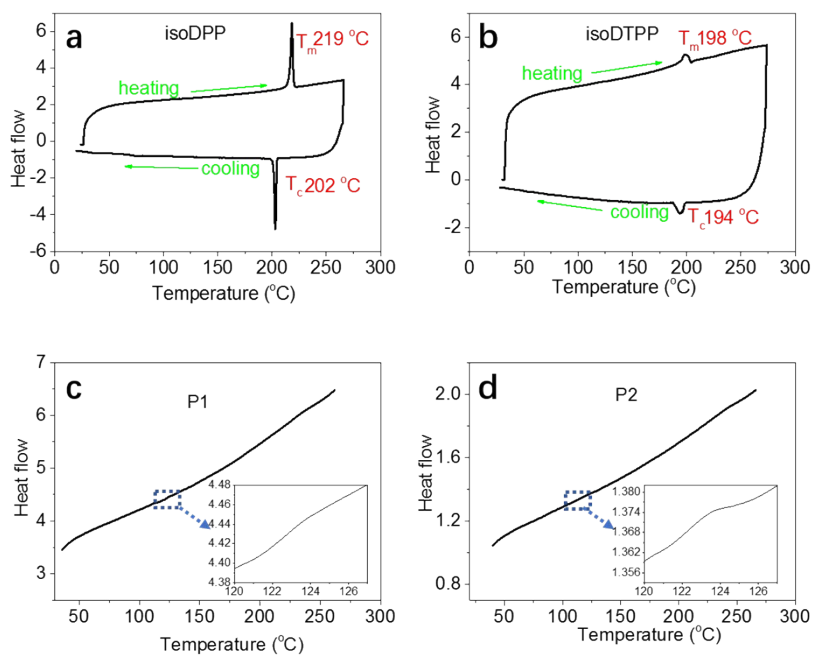 a
isoDPP
Tm219 °C
heating
cooling
Tc202 °C
Heat flow
6
4
2
0
-2
-4
-6
0 50 100 150 200 250 300
Temperature (°C)
b
isoDTPP
Tm198 °C
heating
cooling
Tc194 °C
Heat flow
6
4
2
0
-2
0 50 100 150 200 250 300
Temperature (°C)
c
P1
Heat flow
7
6
5
4
3
0 50 100 150 200 250 300
Temperature (°C)
4.48
4.46
4.44
4.42
4.40
4.38
120 122 124 126
d
P2
Heat flow
2.0
1.6
1.2
0.8
0 50 100 150 200 250 300
Temperature (°C)
1.380
1.374
1.368
1.362
1.356
120 122 124 126